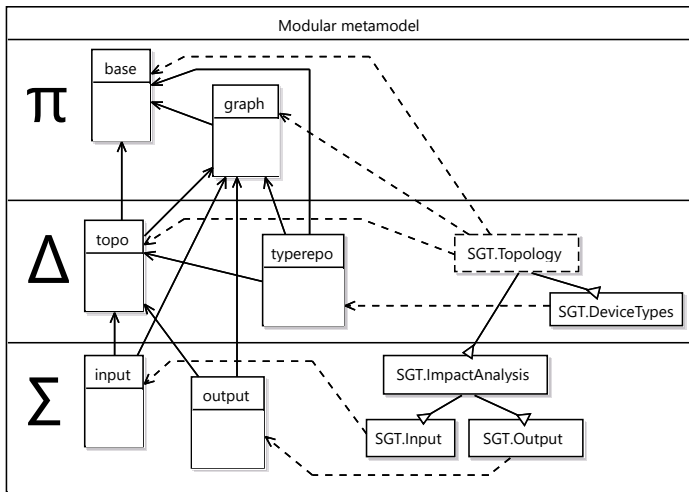 Modular metamodel
π
base
graph
Δ
topo
typerepo
SGT.Topology
SGT.DeviceTypes
Σ
input
output
SGT.ImpactAnalysis
SGT.Input
SGT.Output